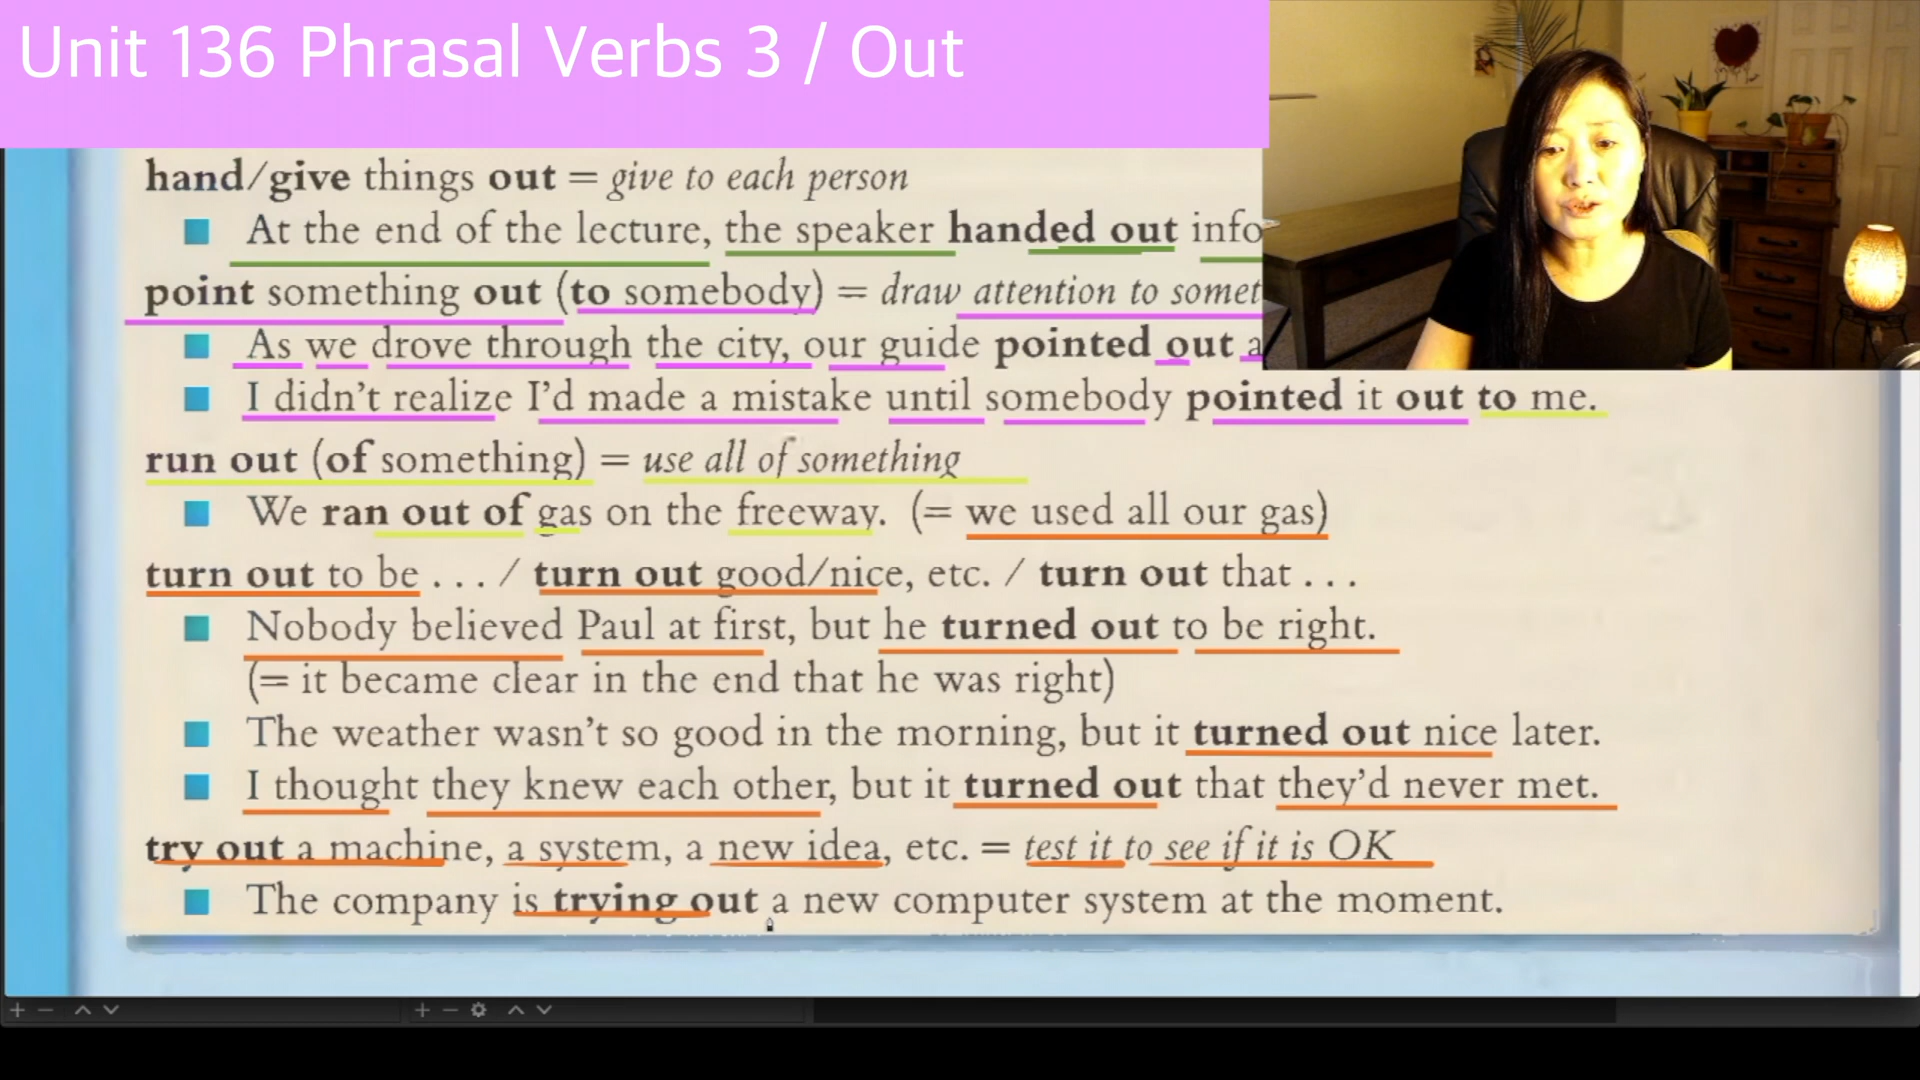 Unit 136 Phrasal Verbs 3 / Out
hand/give things out = give to each person
At the end of the lecture, the speaker handed out info
point something out (to somebody) = draw attention to somet
As we drove through the city, our guide pointed out a
I didn't realize I'd made a mistake until somebody pointed it out to me.
run out (of something) = use all of something
We ran out of gas on the freeway. (= we used all our gas)
turn out to be . . . / turn out good/nice, etc. / turn out that . . .
Nobody believed Paul at first, but he turned out to be right.
(= it became clear in the end that he was right)
The weather wasn't so good in the morning, but it turned out nice later.
I thought they knew each other, but it turned out that they'd never met.
try out a machine, a system, a new idea, etc. = test it to see if it is OK
The company is trying out a new computer system at the moment.